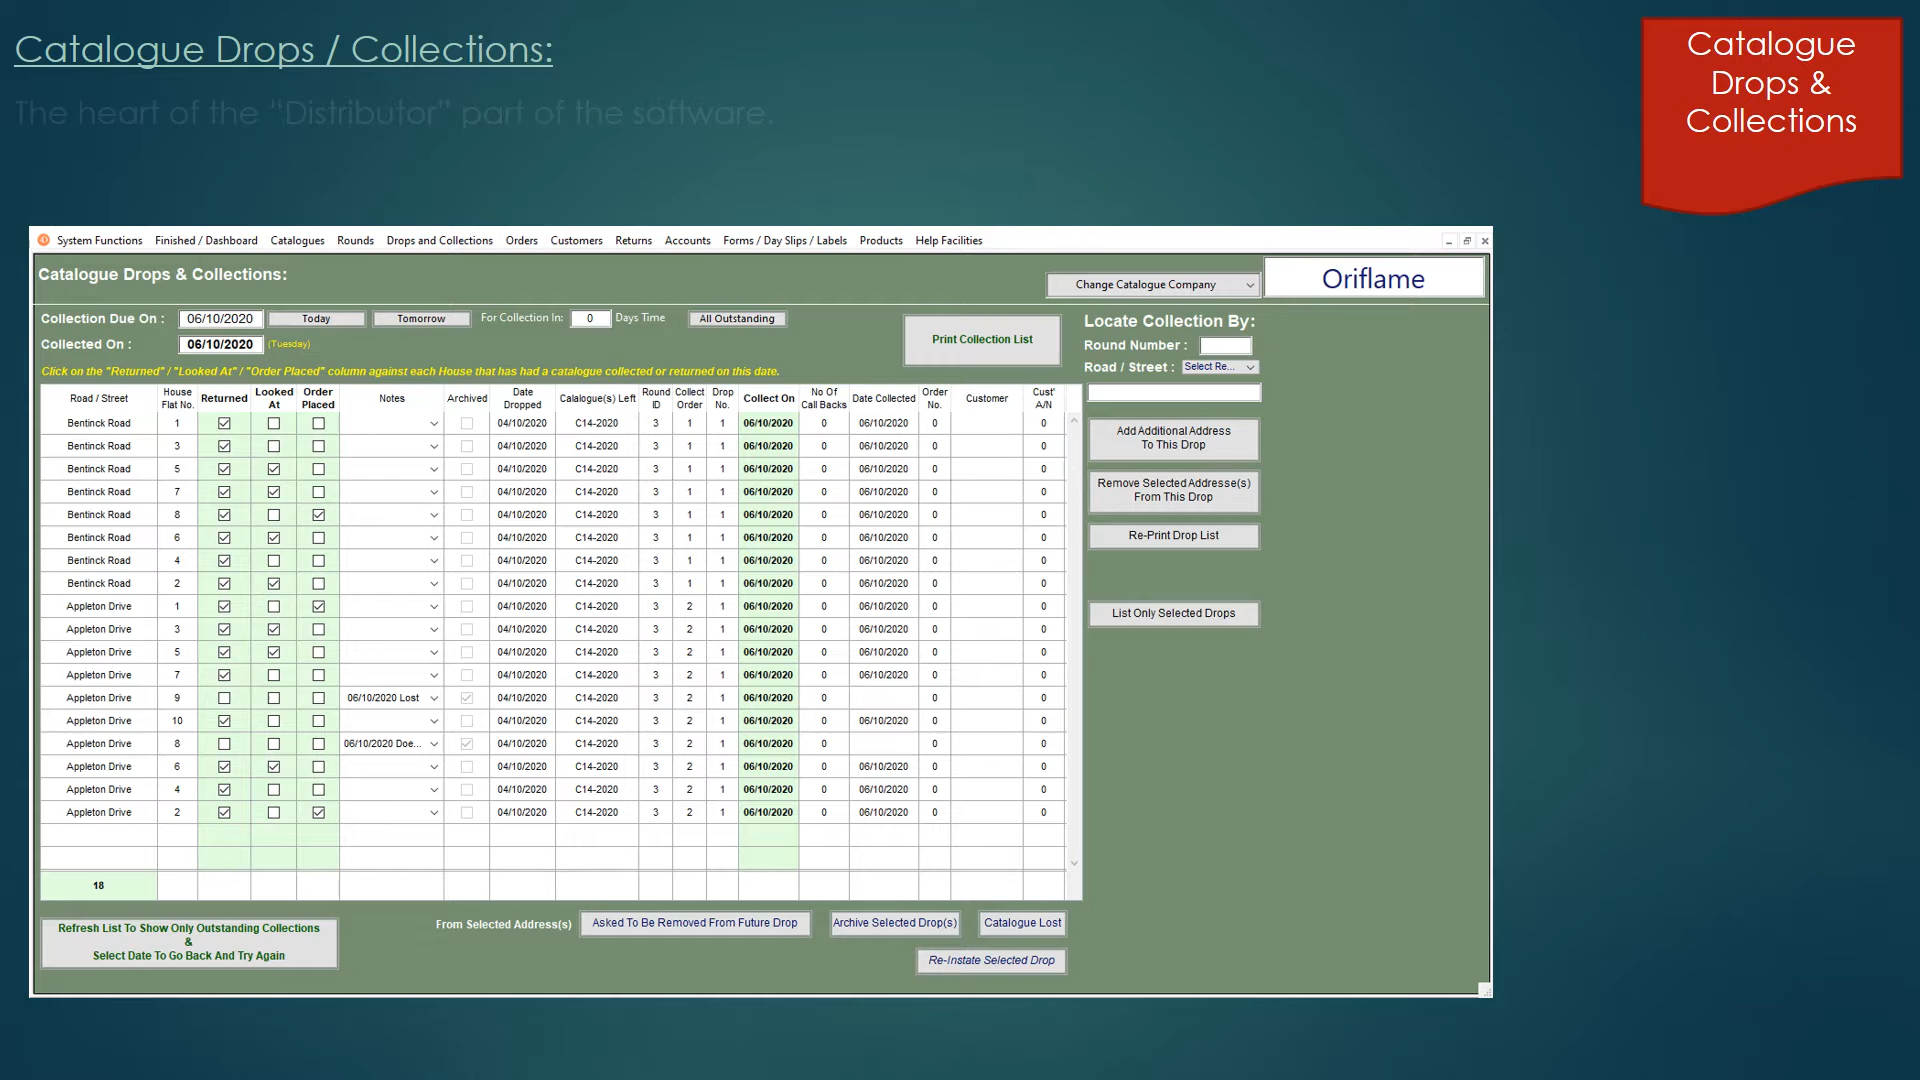 Catalogue Drops / Collections:
The heart of the “Distributor” part of the software.
Catalogue
Drops &
Collections
System Functions Finished / Dashboard Catalogues Rounds Drops and Collections Orders Customers Returns Accounts Forms / Day Slips / Labels Products Help Facilities
Catalogue Drops & Collections:
Change Catalogue Company
Oriflame
Collection Due On : 06/10/2020 Today Tomorrow For Collection In: 0 Days Time All Outstanding
Collected On : 06/10/2020 (Tuesday)
Print Collection List
Locate Collection By:
Round Number :
Road / Street : Select Re...
Click on the "Returned" / "Looked At" / "Order Placed" column against each House that has had a catalogue collected or returned on this date.
Road / Street House Flat No. Returned Looked At Order Placed Notes Archived Date Dropped Calalogue(s) Left Round ID Collect Order Drop No. Collect On No Of Call Backs Date Collected Order No. Customer Cust' A/N
Bentinck Road 1 04/10/2020 C14-2020 3 1 1 06/10/2020 0 06/10/2020 0 0
Bentinck Road 3 04/10/2020 C14-2020 3 1 1 06/10/2020 0 06/10/2020 0 0
Bentinck Road 5 04/10/2020 C14-2020 3 1 1 06/10/2020 0 06/10/2020 0 0
Bentinck Road 7 04/10/2020 C14-2020 3 1 1 06/10/2020 0 06/10/2020 0 0
Bentinck Road 8 04/10/2020 C14-2020 3 1 1 06/10/2020 0 06/10/2020 0 0
Bentinck Road 6 04/10/2020 C14-2020 3 1 1 06/10/2020 0 06/10/2020 0 0
Bentinck Road 4 04/10/2020 C14-2020 3 1 1 06/10/2020 0 06/10/2020 0 0
Bentinck Road 2 04/10/2020 C14-2020 3 1 1 06/10/2020 0 06/10/2020 0 0
Appleton Drive 1 04/10/2020 C14-2020 3 2 1 06/10/2020 0 06/10/2020 0 0
Appleton Drive 3 04/10/2020 C14-2020 3 2 1 06/10/2020 0 06/10/2020 0 0
Appleton Drive 5 04/10/2020 C14-2020 3 2 1 06/10/2020 0 06/10/2020 0 0
Appleton Drive 7 04/10/2020 C14-2020 3 2 1 06/10/2020 0 06/10/2020 0 0
Appleton Drive 9 06/10/2020 Lost 04/10/2020 C14-2020 3 2 1 06/10/2020 0 0 0
Appleton Drive 10 04/10/2020 C14-2020 3 2 1 06/10/2020 0 06/10/2020 0 0
Appleton Drive 8 06/10/2020 Doe... 04/10/2020 C14-2020 3 2 1 06/10/2020 0 0 0
Appleton Drive 6 04/10/2020 C14-2020 3 2 1 06/10/2020 0 06/10/2020 0 0
Appleton Drive 4 04/10/2020 C14-2020 3 2 1 06/10/2020 0 06/10/2020 0 0
Appleton Drive 2 04/10/2020 C14-2020 3 2 1 06/10/2020 0 06/10/2020 0 0
18
Add Additional Address
To This Drop
Remove Selected Addresse(s)
From This Drop
Re-Print Drop List
List Only Selected Drops
Refresh List To Show Only Outstanding Collections
&
Select Date To Go Back And Try Again
From Selected Address(s) Asked To Be Removed From Future Drop Archive Selected Drop(s) Catalogue Lost
Re-Instate Selected Drop